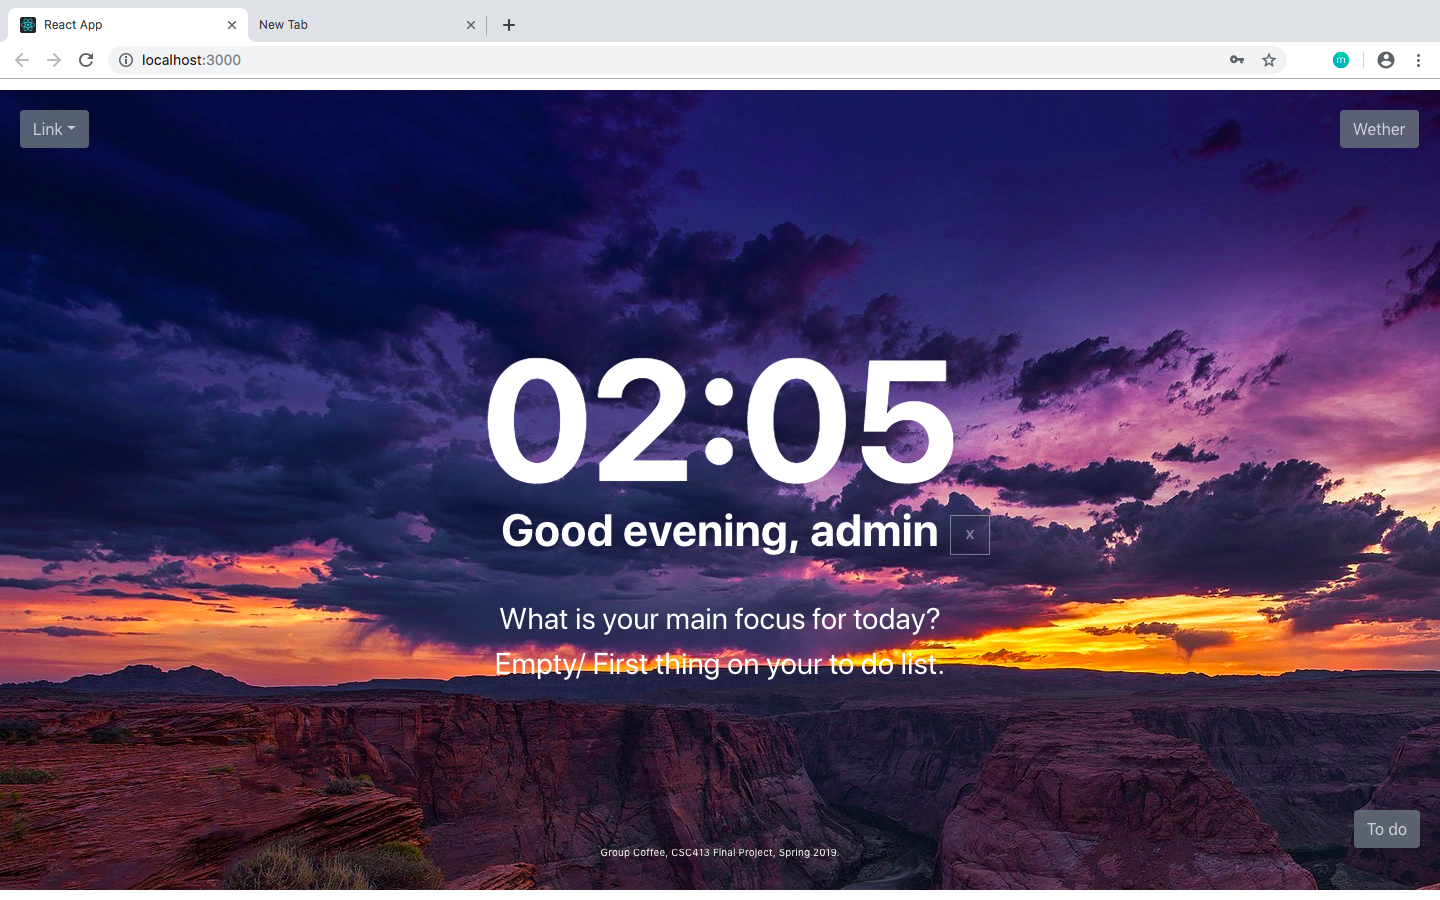 React App
New Tab
localhost:3000
m
Link
Wether
02:05
Good evening, admin
x
What is your main focus for today?
Empty/ First thing on your to do list.
To do
Group Coffee, CSC413 Final Project, Spring 2019.